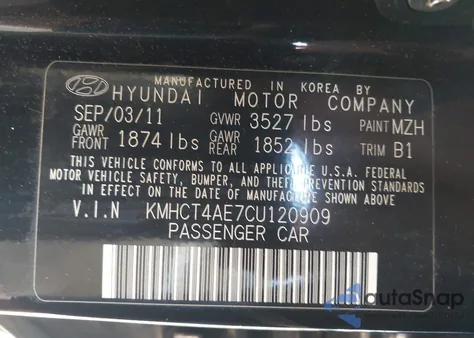 MANUFACTURED IN KOREA BY
HYUNDAI MOTOR COMPANY
SEP/03/11 GVWR 3527 lbs PAINT MZH
GAWR FRONT 1874 lbs GAWR REAR 1852 lbs TRIM B1
THIS VEHICLE CONFORMS TO ALL APPLICABLE U.S.A. FEDERAL
MOTOR VEHICLE SAFETY, BUMPER, AND THEFT PREVENTION STANDARDS
IN EFFECT ON THE DATE OF MANUFACTURE SHOWN ABOVE.
V.I.N KMHCT4AE7CU120909
PASSENGER CAR
autoSnap